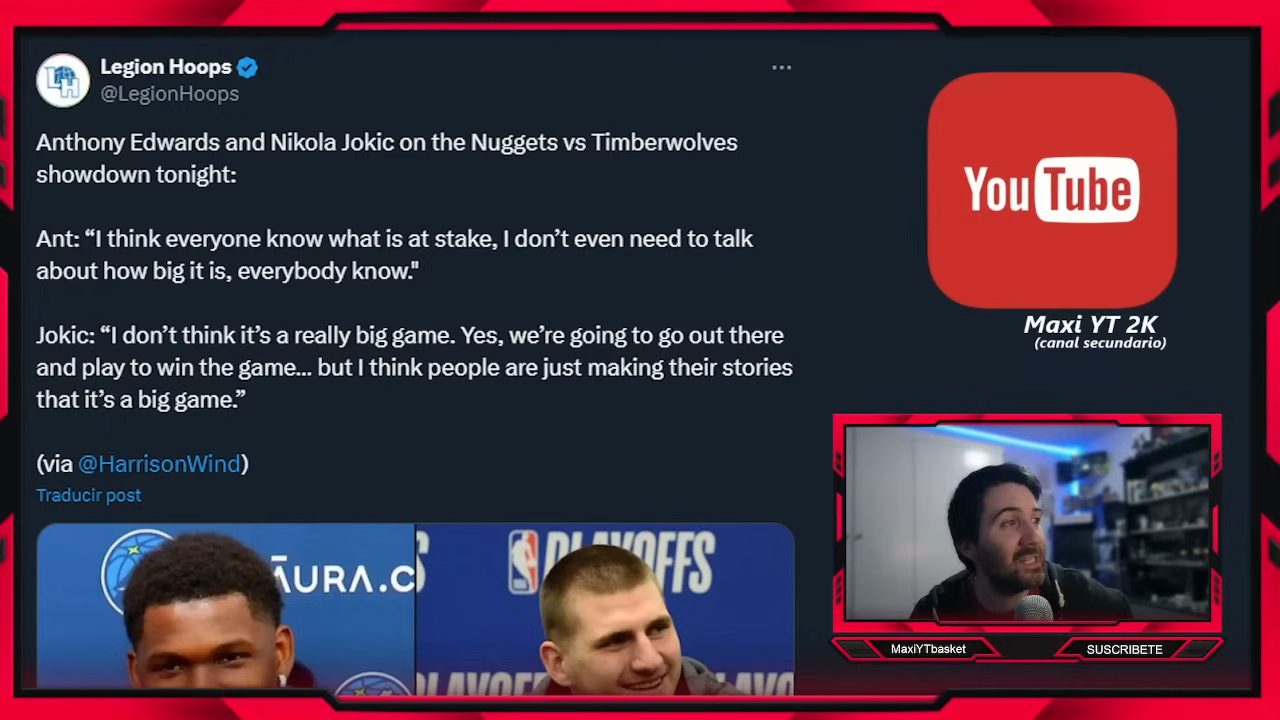 Legion Hoops
@LegionHoops
Anthony Edwards and Nikola Jokic on the Nuggets vs Timberwolves
showdown tonight:
Ant: “I think everyone know what is at stake, I don’t even need to talk
about how big it is, everybody know."
Jokic: “I don’t think it’s a really big game. Yes, we’re going to go out there
and play to win the game... but I think people are just making their stories
that it’s a big game.”
(via @HarrisonWind)
Traducir post
ĀURA.C
PLAYOFFS
YouTube
Maxi YT 2K
(canal secundario)
MaxiYTbasket
SUSCRIBETE